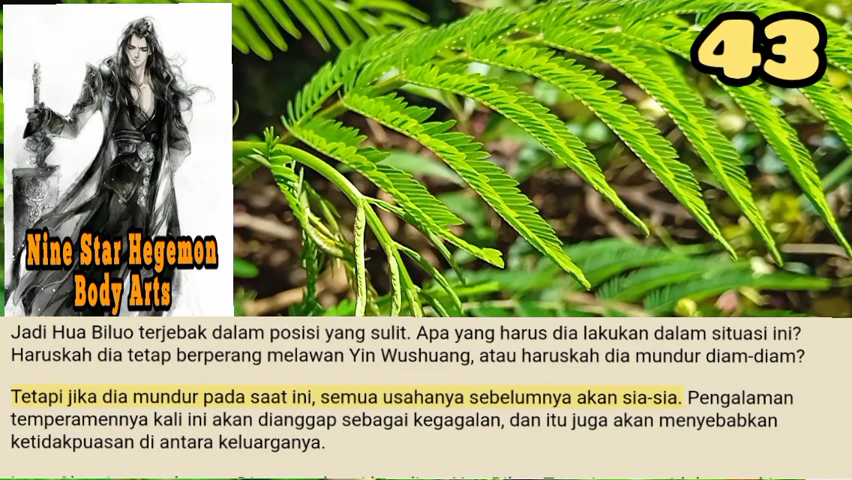 43
Nine Star Hegemon
Body Arts
Jadi Hua Biluo terjebak dalam posisi yang sulit. Apa yang harus dia lakukan dalam situasi ini?
Haruskah dia tetap berperang melawan Yin Wushuang, atau haruskah dia mundur diam-diam?
Tetapi jika dia mundur pada saat ini, semua usahanya sebelumnya akan sia-sia. Pengalaman
temperamennya kali ini akan dianggap sebagai kegagalan, dan itu juga akan menyebabkan
ketidakpuasan di antara keluarganya.